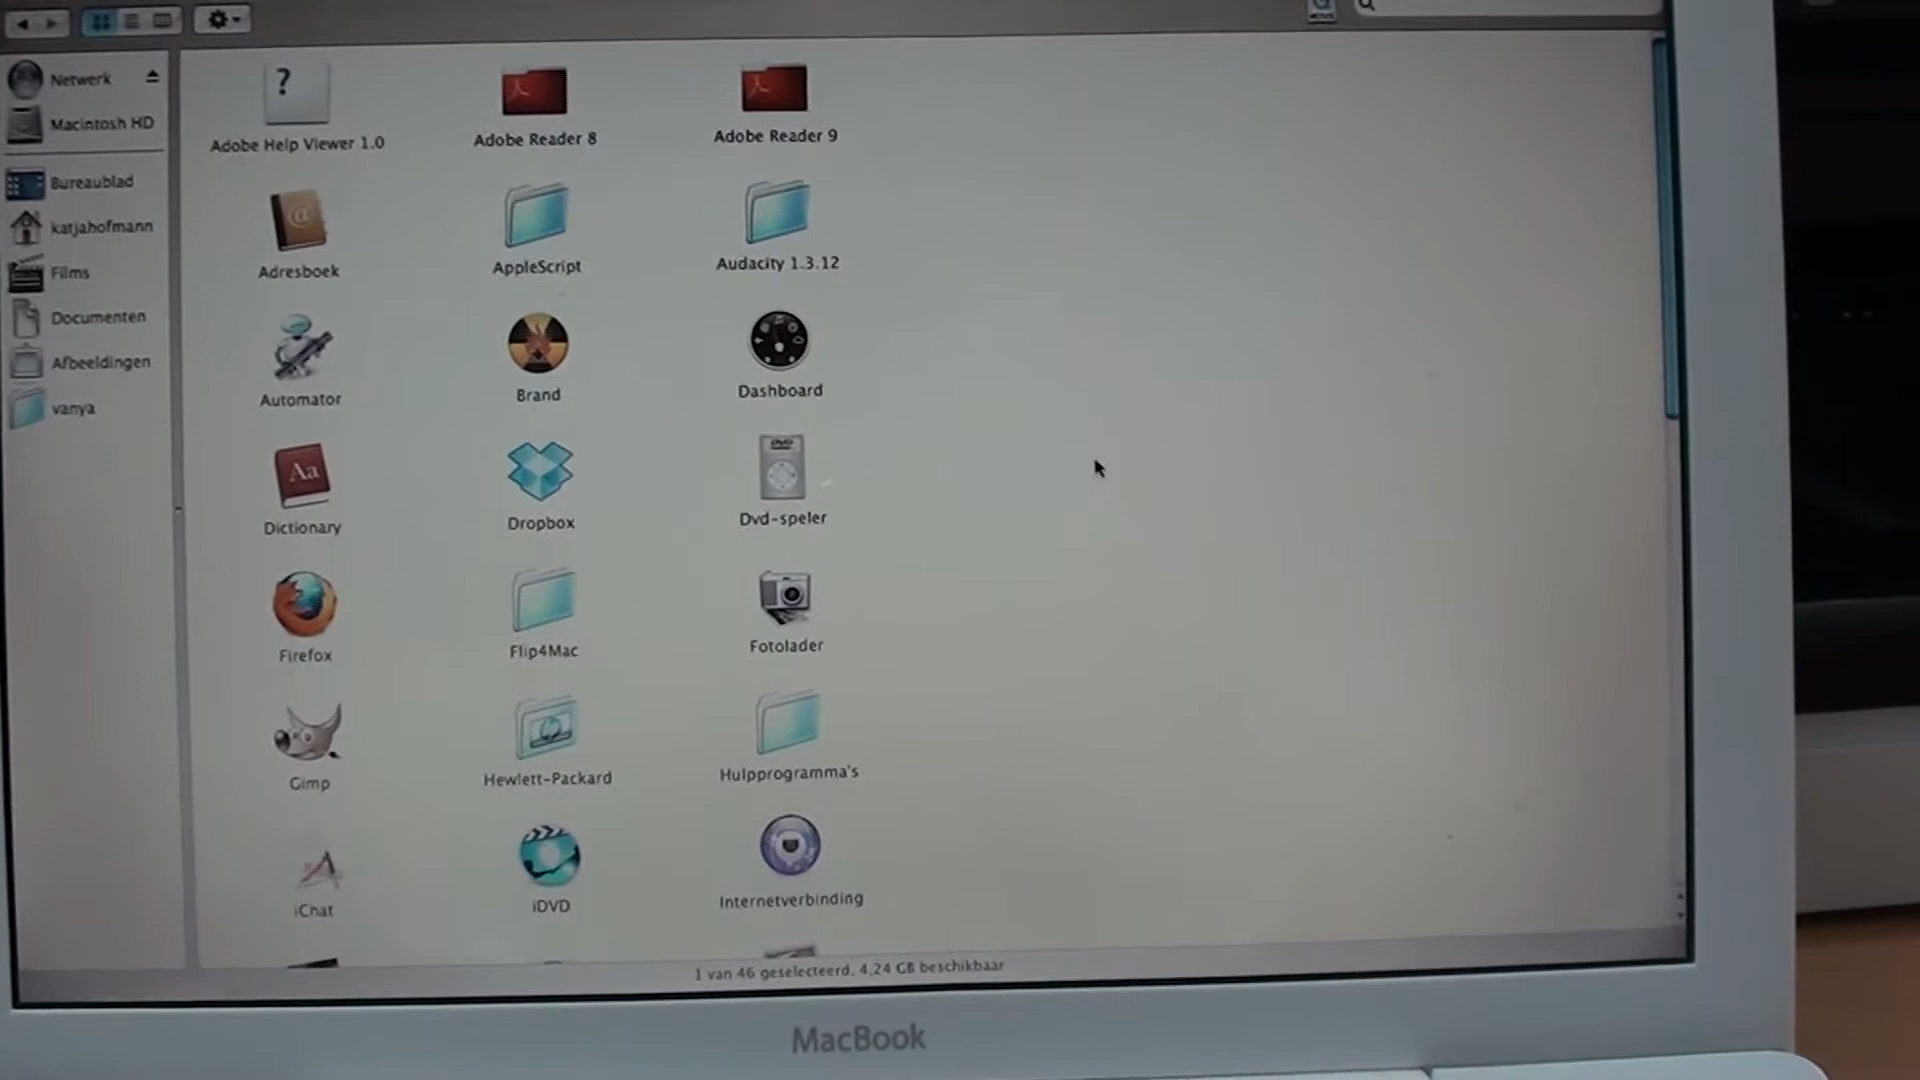 Netwerk
Macintosh HD
Bureaublad
katjahofmann
Films
Documenten
Afbeeldingen
vanya
?
Adobe Help Viewer 1.0
Adobe Reader 8
Adobe Reader 9
@
Adresboek
AppleScript
Audacity 1.3.12
Automator
Brand
Dashboard
Aa
Dictionary
Dropbox
DVD
Dvd-speler
Firefox
Flip4Mac
Fotolader
Gimp
Hewlett-Packard
Hulpprogramma's
iChat
iDVD
Internetverbinding
1 van 46 geselecteerd, 4,24 GB beschikbaar
MacBook